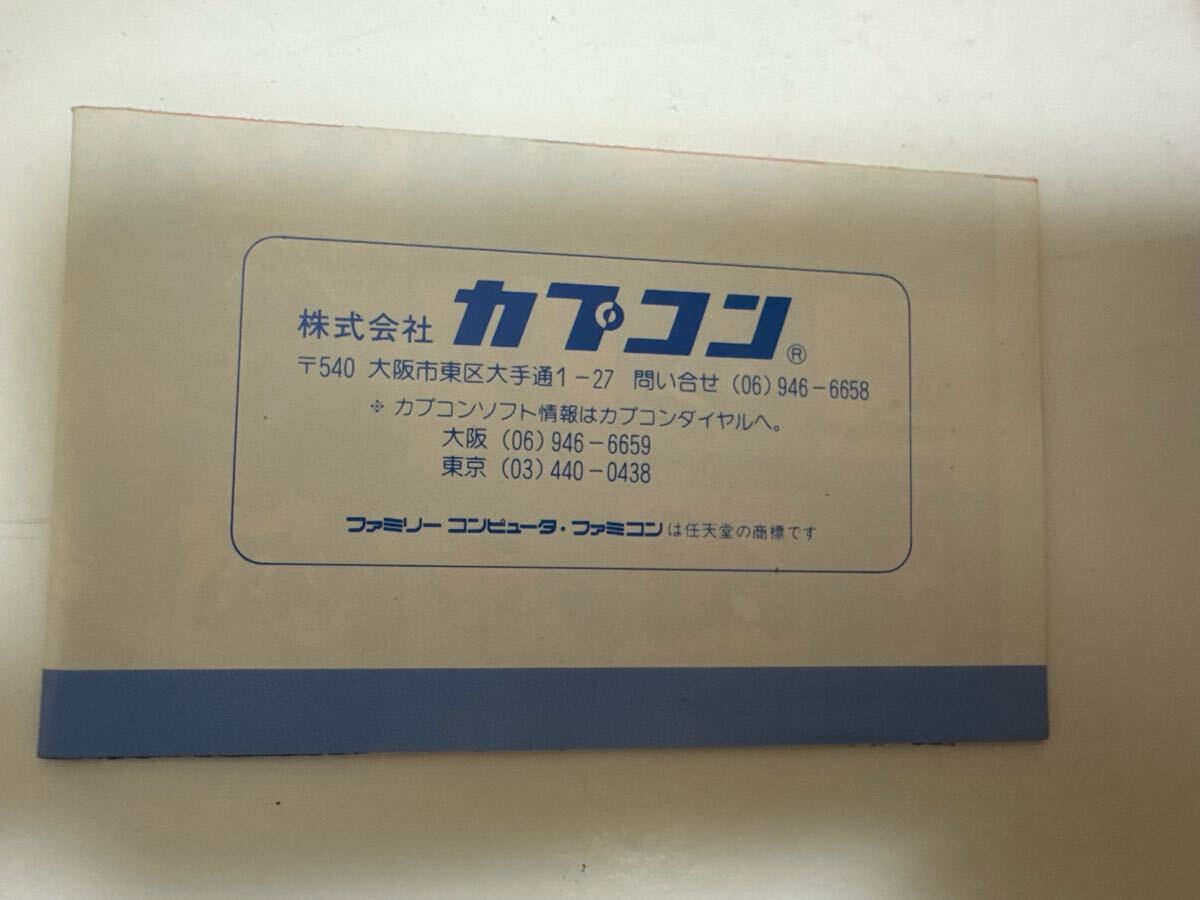 株式会社 カプコン®
〒540 大阪市東区大手通1-27 問い合せ (06)946-6658
※ カプコンソフト情報はカプコンダイヤルへ。
大阪 (06)946-6659
東京 (03)440-0438
ファミリーコンピュータ・ファミコンは任天堂の商標です